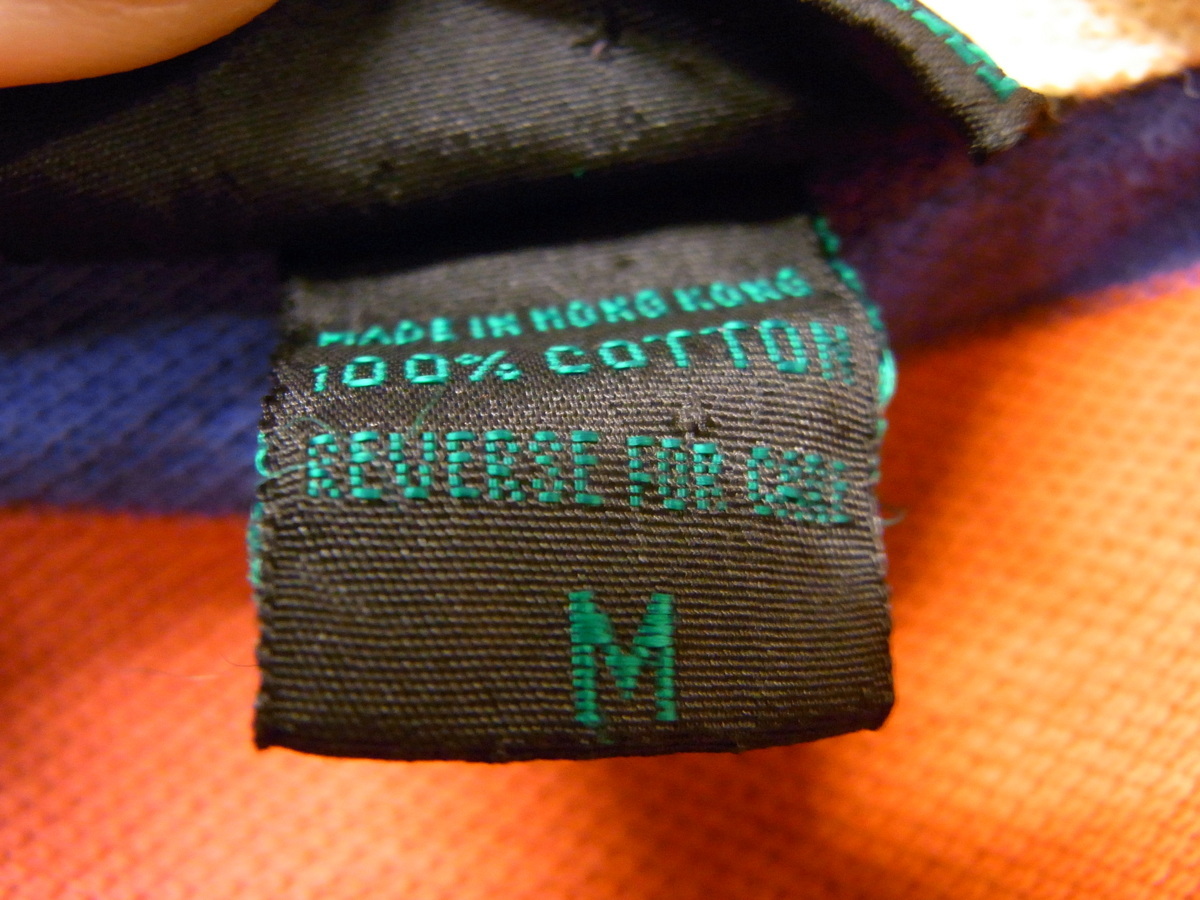 MADE IN HONG KONG
100% COTTON
REVERSE FOR CARE
M